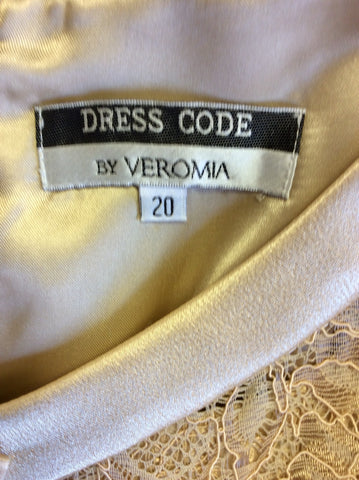 DRESS CODE
BY VEROMIA
20